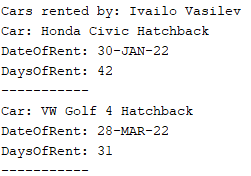 Cars rented by: Ivailo Vasilev
Car: Honda Civic Hatchback
DateOfRent: 30-JAN-22
DaysOfRent: 42
-----------
Car: VW Golf 4 Hatchback
DateOfRent: 28-MAR-22
DaysOfRent: 31
-----------